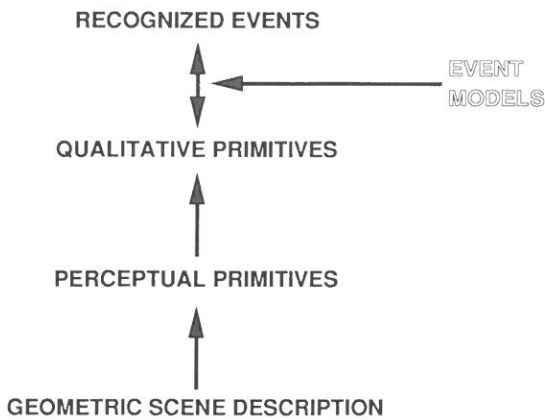 RECOGNIZED EVENTS
EVENT
MODELS
QUALITATIVE PRIMITIVES
PERCEPTUAL PRIMITIVES
GEOMETRIC SCENE DESCRIPTION